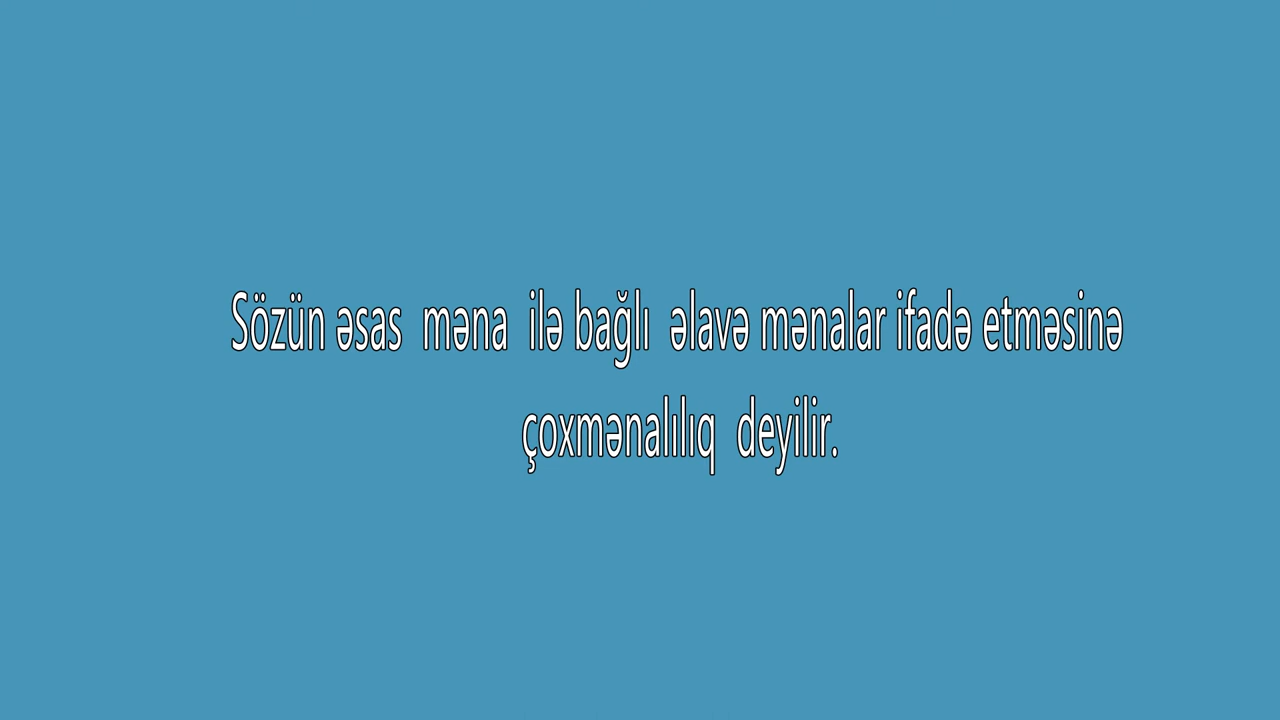 Sözün əsas məna ilə bağlı əlavə mənalar ifadə etməsinə
çoxmənalılıq deyilir.